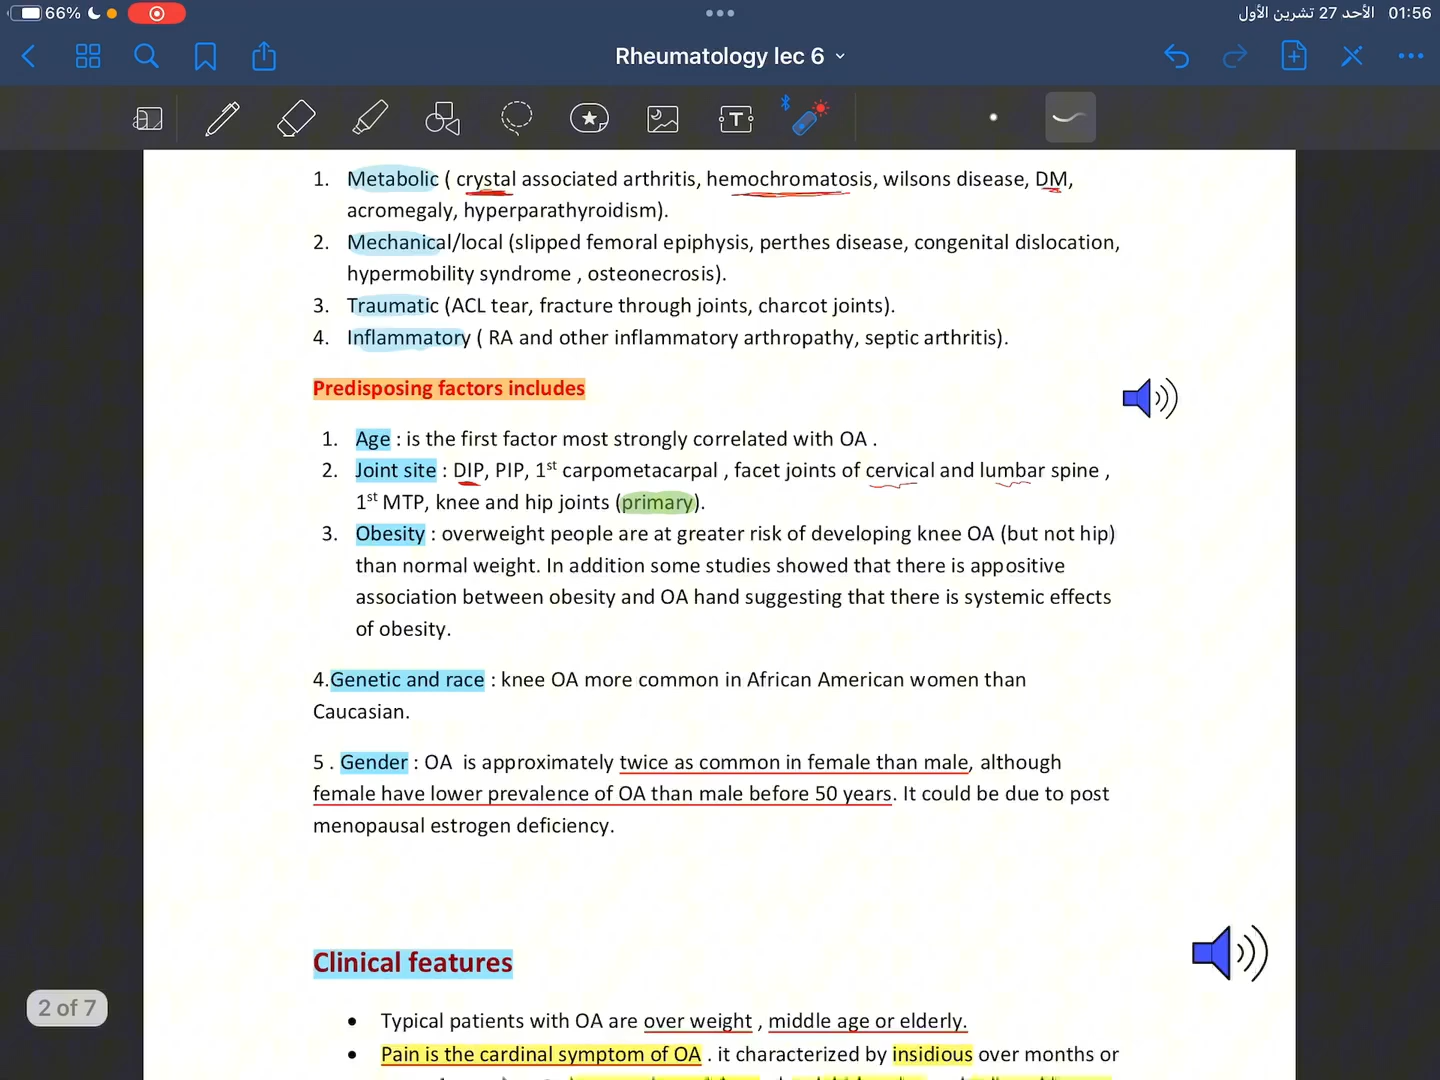 66%
01:56 الأحد 27 تشرين الأول
Rheumatology lec 6
1. Metabolic ( crystal associated arthritis, hemochromatosis, wilsons disease, DM,
acromegaly, hyperparathyroidism).
2. Mechanical/local (slipped femoral epiphysis, perthes disease, congenital dislocation,
hypermobility syndrome , osteonecrosis).
3. Traumatic (ACL tear, fracture through joints, charcot joints).
4. Inflammatory ( RA and other inflammatory arthropathy, septic arthritis).
Predisposing factors includes
1. Age : is the first factor most strongly correlated with OA .
2. Joint site : DIP, PIP, 1st carpometacarpal , facet joints of cervical and lumbar spine ,
1st MTP, knee and hip joints (primary).
3. Obesity : overweight people are at greater risk of developing knee OA (but not hip)
than normal weight. In addition some studies showed that there is appositive
association between obesity and OA hand suggesting that there is systemic effects
of obesity.
4.Genetic and race : knee OA more common in African American women than
Caucasian.
5 . Gender : OA is approximately twice as common in female than male, although
female have lower prevalence of OA than male before 50 years. It could be due to post
menopausal estrogen deficiency.
Clinical features
2 of 7
• Typical patients with OA are over weight , middle age or elderly.
• Pain is the cardinal symptom of OA . it characterized by insidious over months or